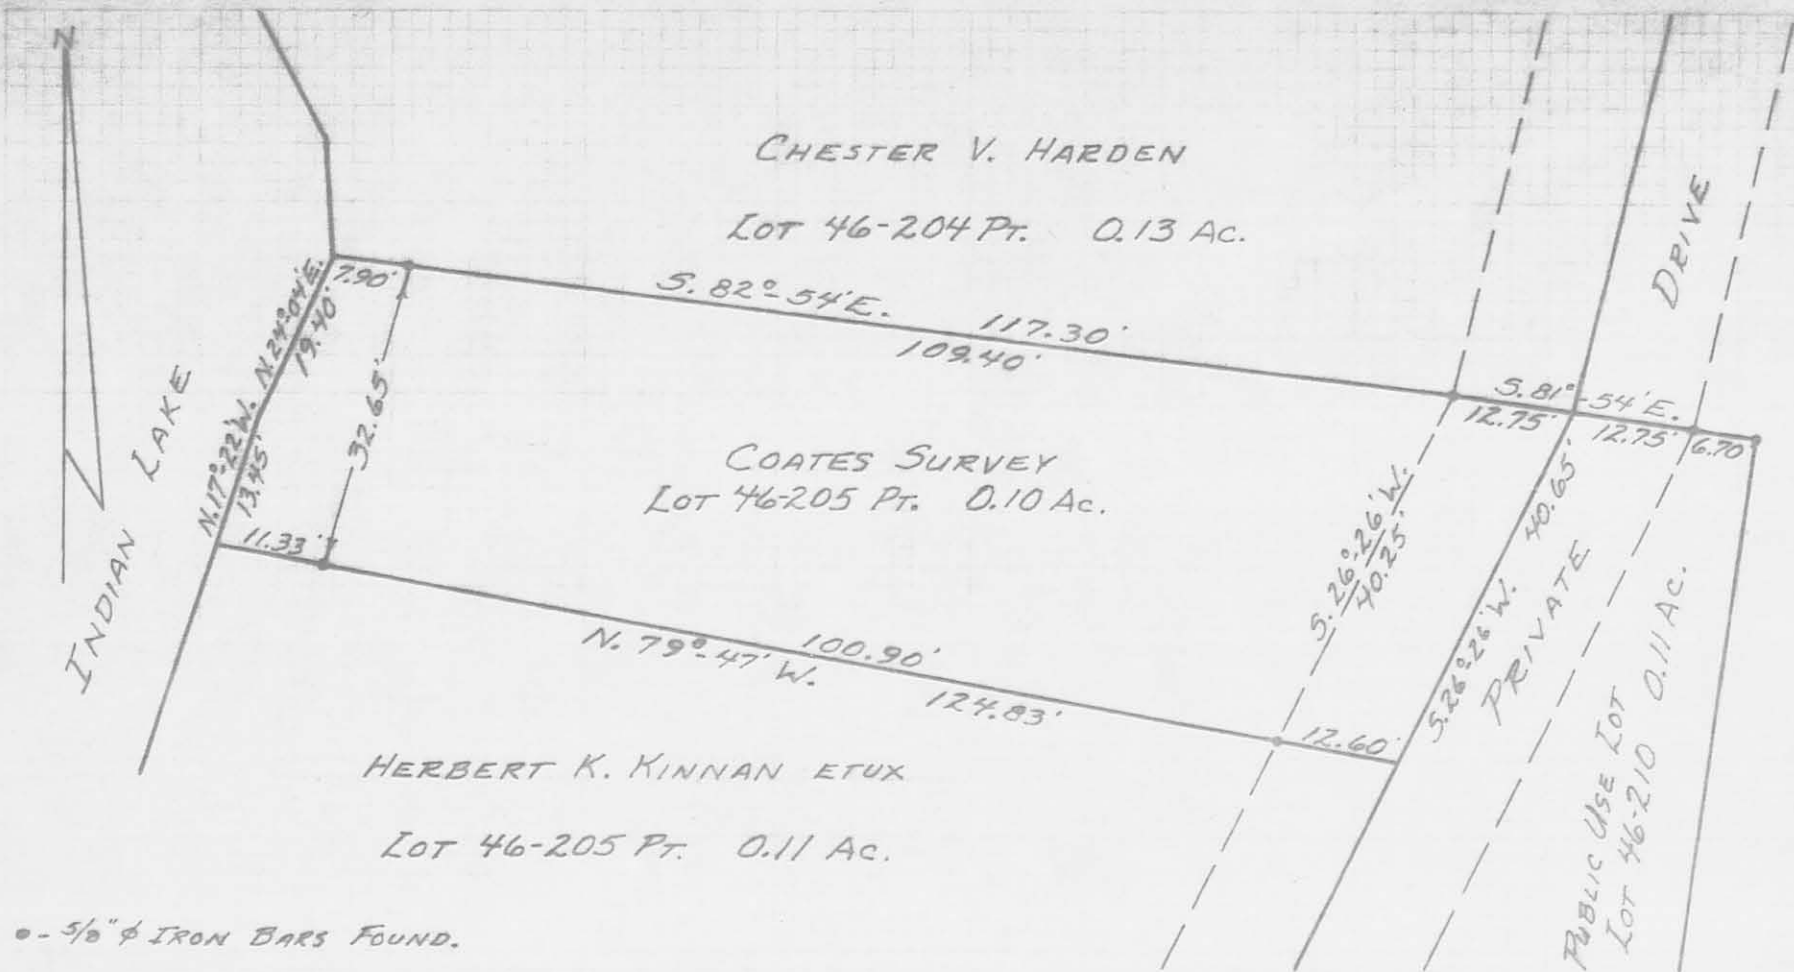 N
CHESTER V. HARDEN
LOT 46-204 PT. 0.13 AC.
DRIVE
7.90'
S. 82°-54'E. 117.30'
109.40'
N.24°-04'E.
19.40'
32.65'
S.81°-54'E.
12.75'
12.75'
6.70
INDIAN LAKE
N.17°-22'W.
13.45'
11.33'
COATES SURVEY
LOT 46-205 PT. 0.10 AC.
S.26°-26'W.
40.25'
S.26°-26'W. 40.65'
PRIVATE
N. 79°-47' W. 100.90'
124.83'
12.60'
PUBLIC USE LOT
LOT 46-210 0.11 AC.
HERBERT K. KINNAN ETUX
LOT 46-205 PT. 0.11 AC.
●- 5/8" ϕ IRON BARS FOUND.